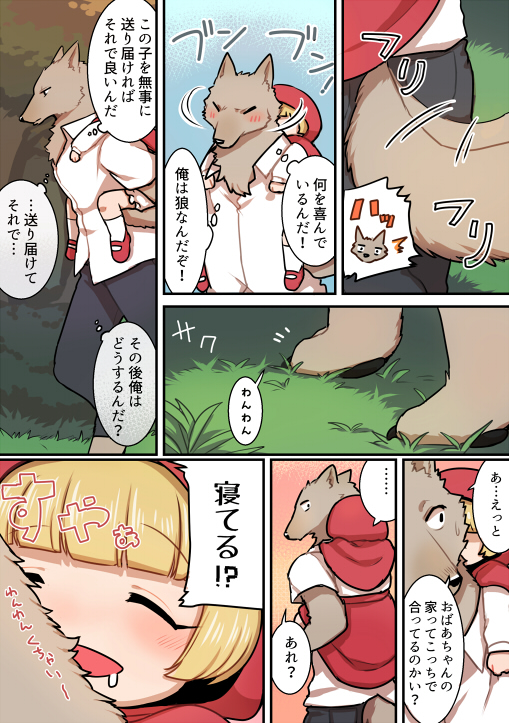 フリ
フリ
ハッ
ブンブンッ!
何を喜んで
いるんだ!
俺は狼なんだぞ!
この子を無事に
送り届ければ
それで良いんだ
…送り届けて
それで…
その後俺は
どうするんだ?
わんわん
あ…えっと
おばあちゃんの
家ってこっちで
合ってるのかい?
………
あれ?
寝てる!?
すやぁ
わんわんくちゃい〜